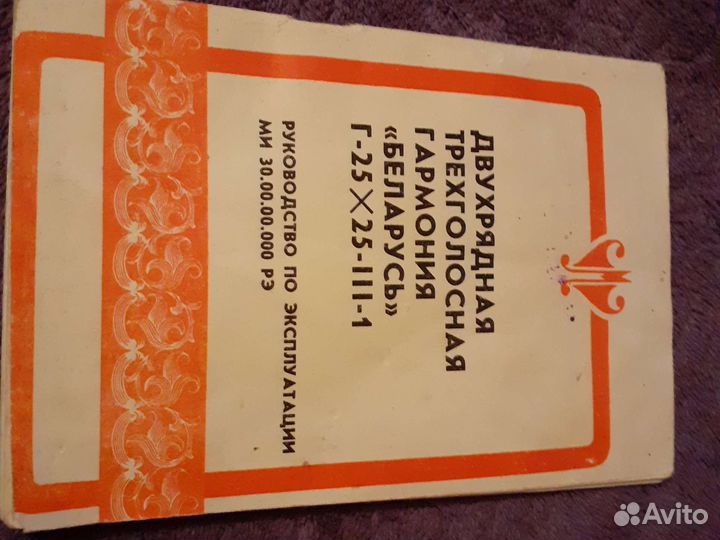 ДВУХРЯДНАЯ
ТРЕХГОЛОСНАЯ
ГАРМОНИЯ
«БЕЛАРУСЬ»
Г-25×25-III-1
РУКОВОДСТВО ПО ЭКСПЛУАТАЦИИ
МИ 30.00.00.000 РЭ
Avito